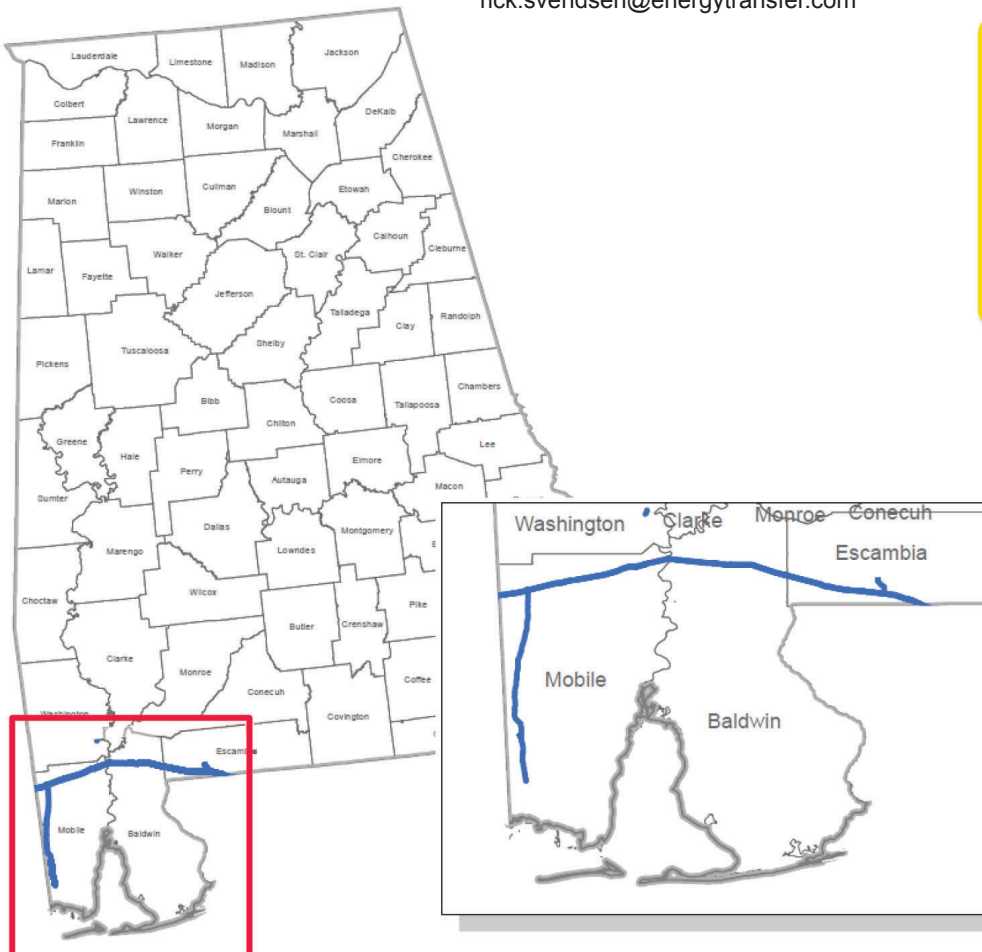 rick.svendsen@energytransfer.com
Lauderdale
Limestone
Madison
Jackson
Colbert
Lawrence
Morgan
Marshall
DeKalb
Franklin
Cherokee
Marion
Winston
Cullman
Blount
Etowah
Lamar
Fayette
Walker
St. Clair
Calhoun
Cleburne
Jefferson
Talladega
Clay
Randolph
Pickens
Tuscaloosa
Shelby
Bibb
Chilton
Coosa
Tallapoosa
Chambers
Greene
Hale
Perry
Autauga
Elmore
Lee
Macon
Sumter
Dallas
Lowndes
Montgomery
Marengo
Choctaw
Wilcox
Butler
Crenshaw
Pike
Clarke
Monroe
Conecuh
Covington
Coffee
Washington
Escambia
Mobile
Baldwin
Washington
Clarke
Monroe
Conecuh
Escambia
Mobile
Baldwin